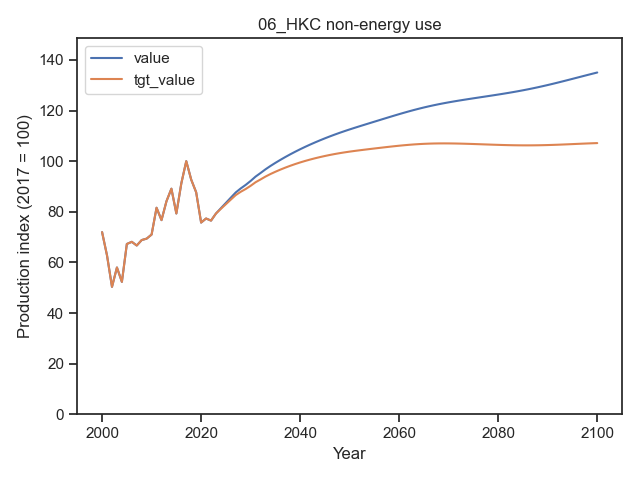 06_HKC non-energy use
value
tgt_value
Production index (2017 = 100)
140
120
100
80
60
40
20
0
2000 2020 2040 2060 2080 2100
Year